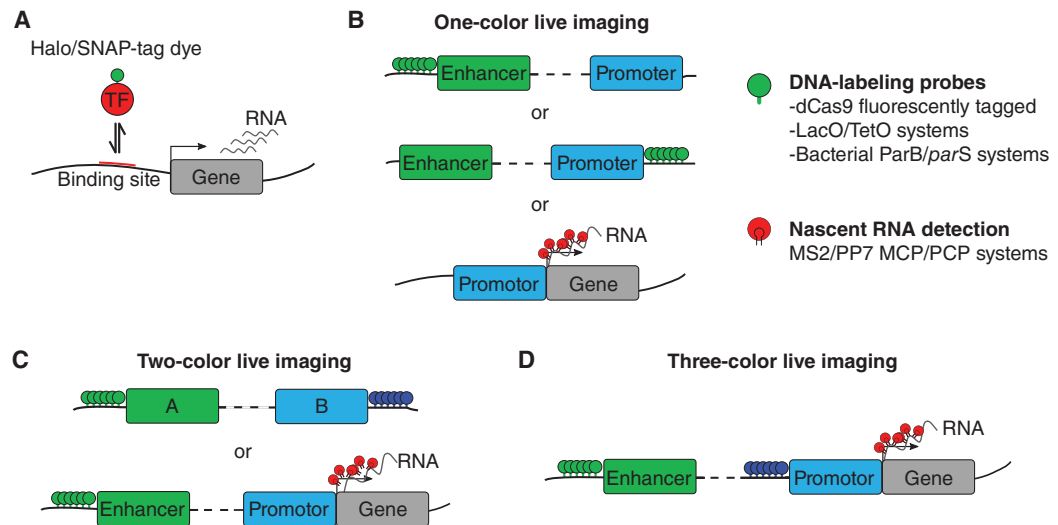 A
Halo/SNAP-tag dye
TF
RNA
Binding site
Gene
B
One-color live imaging
Enhancer
Promoter
or
Enhancer
Promoter
or
RNA
Promotor
Gene
DNA-labeling probes
-dCas9 fluorescently tagged
-LacO/TetO systems
-Bacterial ParB/parS systems
Nascent RNA detection
MS2/PP7 MCP/PCP systems
C
Two-color live imaging
A
B
or
RNA
Enhancer
Promotor
Gene
D
Three-color live imaging
RNA
Enhancer
Promotor
Gene